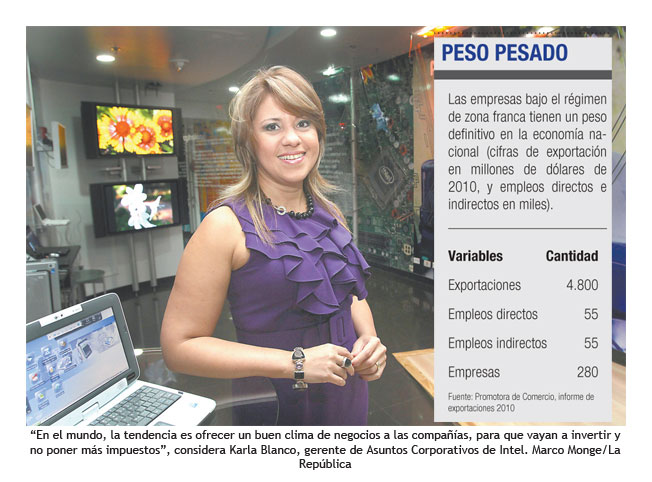 PESO PESADO
Las empresas bajo el régimen
de zona franca tienen un peso
definitivo en la economía na-
cional (cifras de exportación
en millones de dólares de
2010, y empleos directos e
indirectos en miles).
Variables Cantidad
Exportaciones 4.800
Empleos directos 55
Empleos indirectos 55
Empresas 280
Fuente: Promotora de Comercio, informe de
exportaciones 2010
“En el mundo, la tendencia es ofrecer un buen clima de negocios a las compañías, para que vayan a invertir y
no poner más impuestos”, considera Karla Blanco, gerente de Asuntos Corporativos de Intel. Marco Monge/La
República